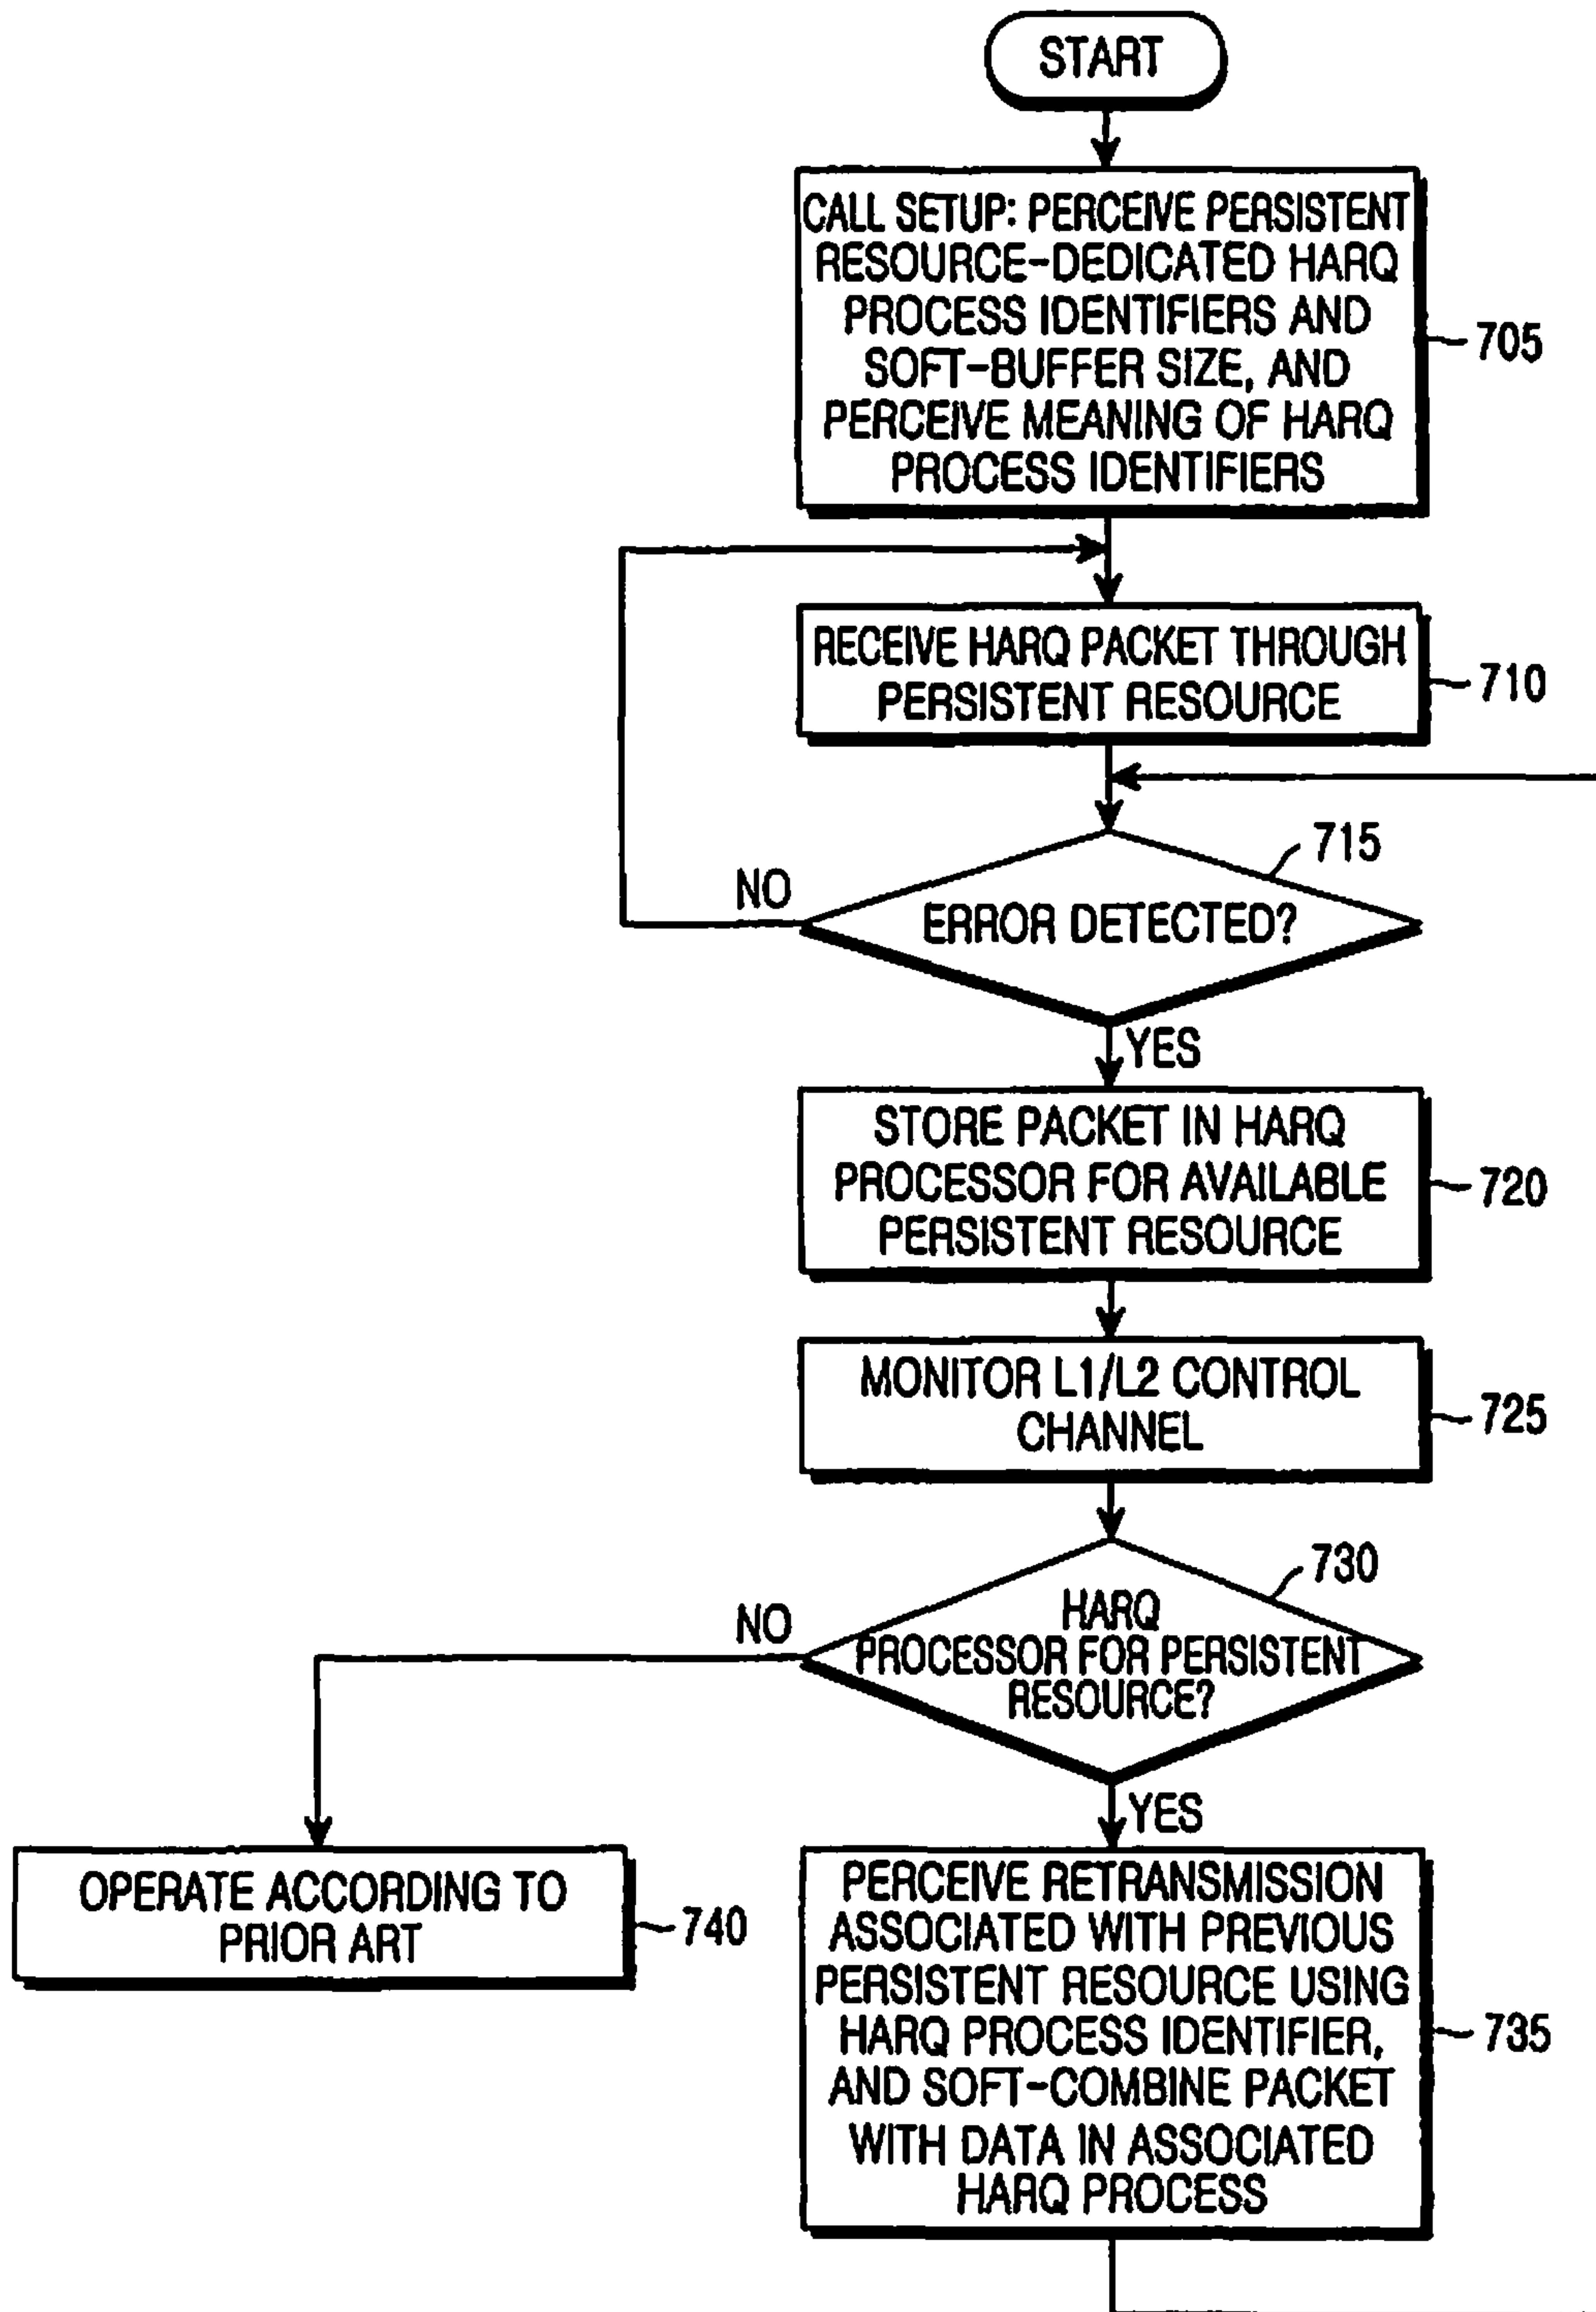 START
CALL SETUP: PERCEIVE PERSISTENT
RESOURCE-DEDICATED HARQ
PROCESS IDENTIFIERS AND
SOFT-BUFFER SIZE, AND
PERCEIVE MEANING OF HARQ
PROCESS IDENTIFIERS
705
RECEIVE HARQ PACKET THROUGH
PERSISTENT RESOURCE
710
715
NO
ERROR DETECTED?
YES
STORE PACKET IN HARQ
PROCESSOR FOR AVAILABLE
PERSISTENT RESOURCE
720
MONITOR L1/L2 CONTROL
CHANNEL
725
730
NO
HARQ
PROCESSOR FOR PERSISTENT
RESOURCE?
YES
OPERATE ACCORDING TO
PRIOR ART
740
PERCEIVE RETRANSMISSION
ASSOCIATED WITH PREVIOUS
PERSISTENT RESOURCE USING
HARQ PROCESS IDENTIFIER,
AND SOFT-COMBINE PACKET
WITH DATA IN ASSOCIATED
HARQ PROCESS
735